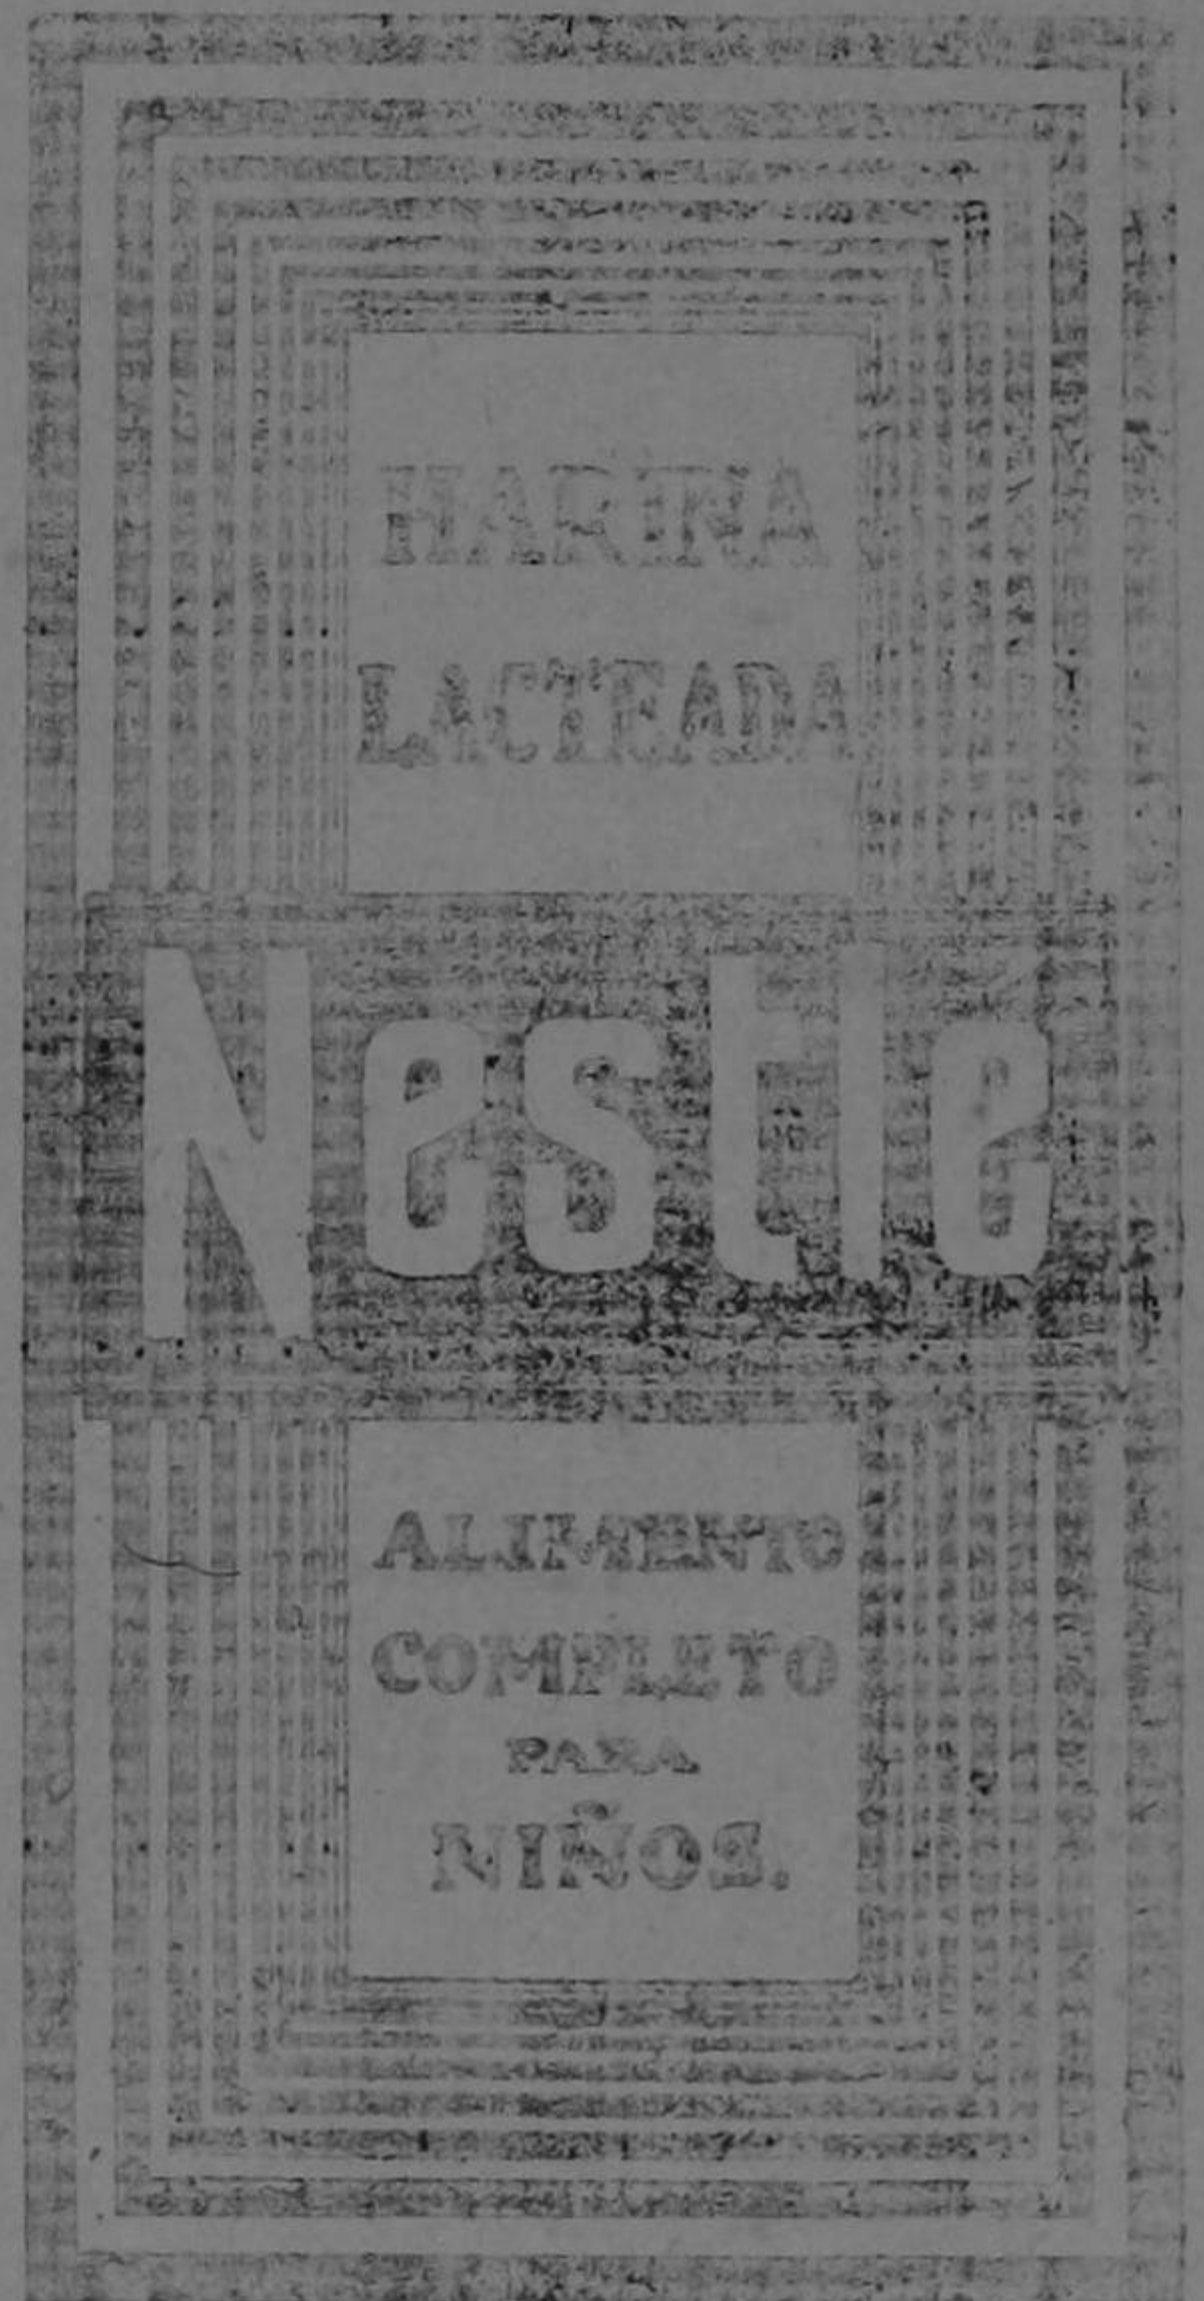 HARINA
LACTEADA
Nestle
ALIMENTO
COMPLETO
PARA
NIÑOS.